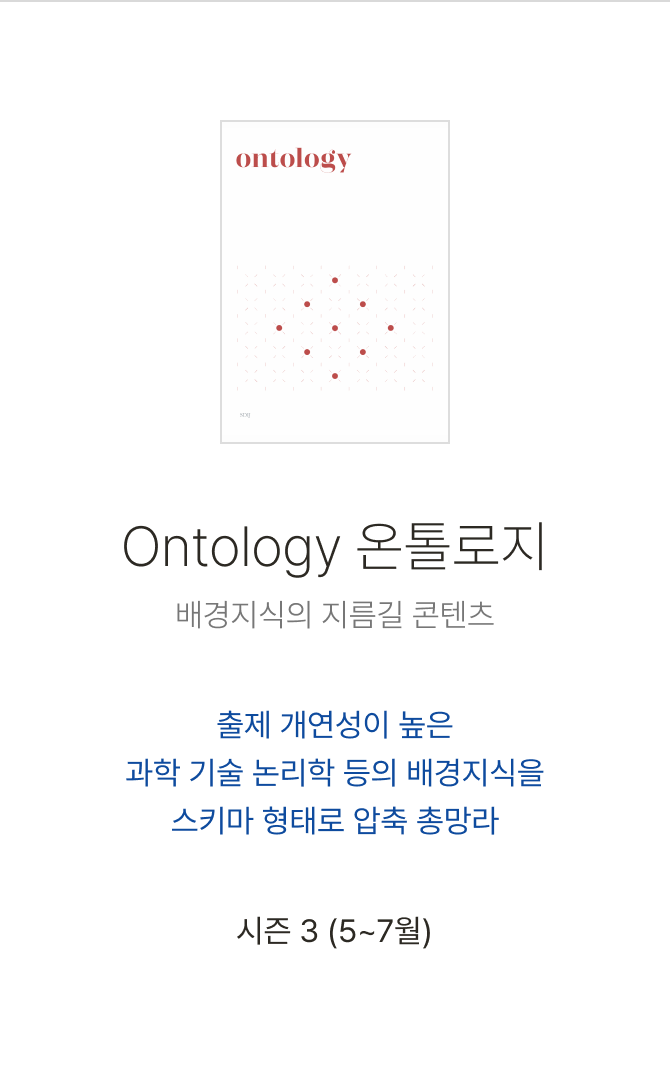 ontology
Ontology 온톨로지
배경지식의 지름길 콘텐츠
출제 개연성이 높은
과학 기술 논리학 등의 배경지식을
스키마 형태로 압축 총망라
시즌 3 (5~7월)